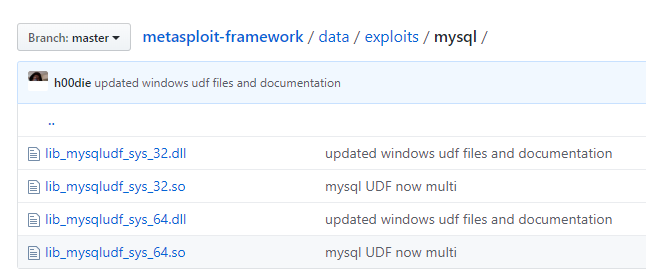 Branch: master metasploit-framework / data / exploits / mysql /
h00die updated windows udf files and documentation
..
lib_mysqludf_sys_32.dll updated windows udf files and documentation
lib_mysqludf_sys_32.so mysql UDF now multi
lib_mysqludf_sys_64.dll updated windows udf files and documentation
lib_mysqludf_sys_64.so mysql UDF now multi